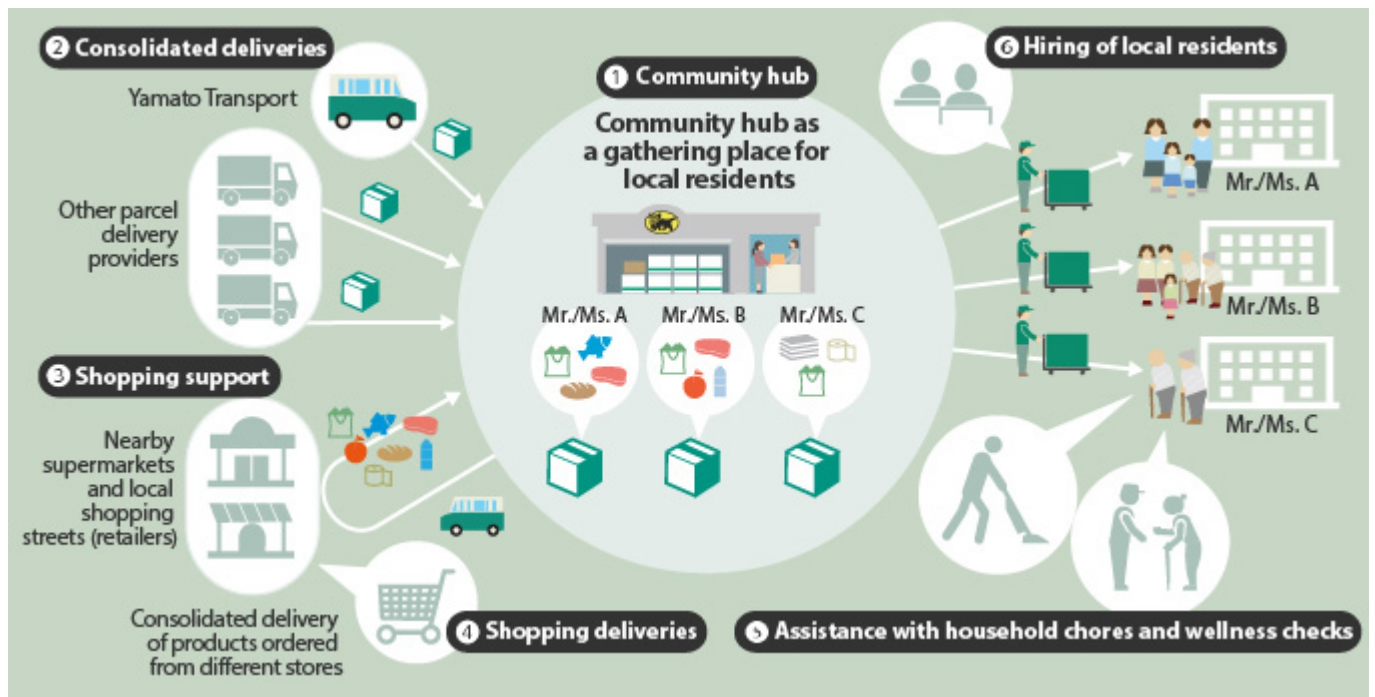 ❷ Consolidated deliveries
Yamato Transport
Other parcel
delivery
providers
❸ Shopping support
Nearby
supermarkets
and local
shopping
streets (retailers)
Consolidated delivery
of products ordered
from different stores
❹ Shopping deliveries
❶ Community hub
Community hub as
a gathering place for
local residents
Mr./Ms. A
Mr./Ms. B
Mr./Ms. C
❺ Assistance with household chores and wellness checks
❻ Hiring of local residents
Mr./Ms. A
Mr./Ms. B
Mr./Ms. C